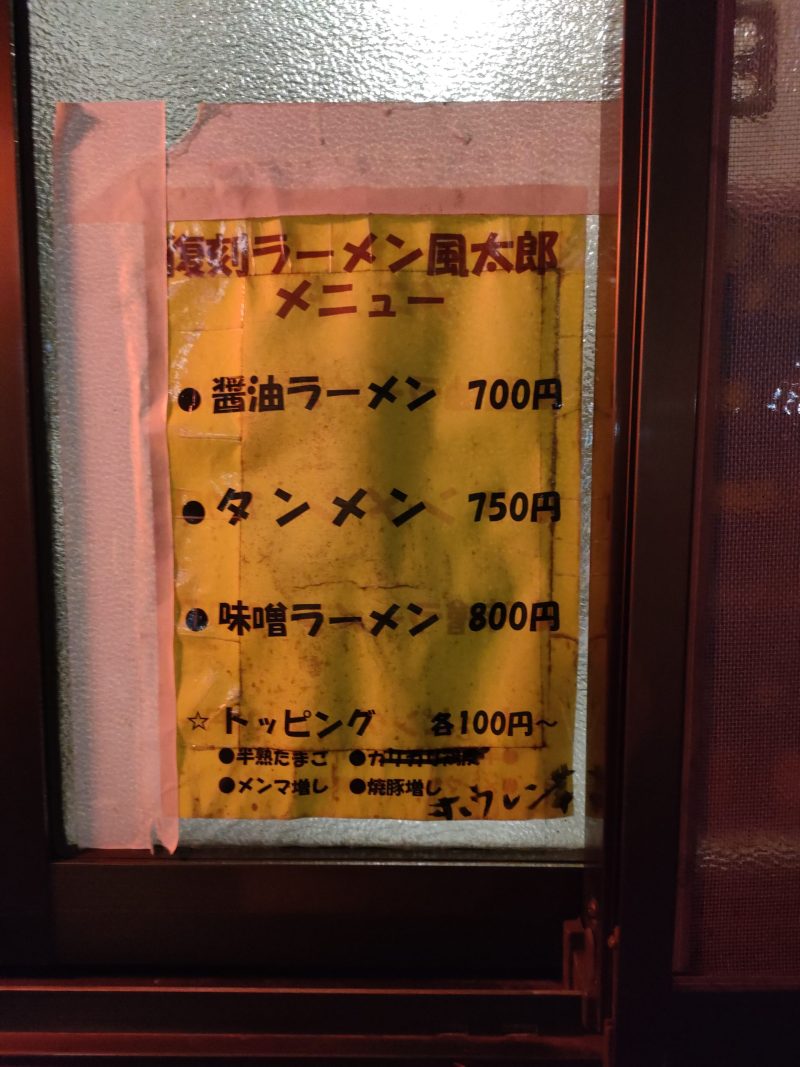 復刻ラーメン風太郎
メニュー
●醤油ラーメン 700円
●タンメン 750円
●味噌ラーメン 800円
☆トッピング 各100円～
●半熟たまご
●メンマ増し ●焼豚増し
ホウレン草